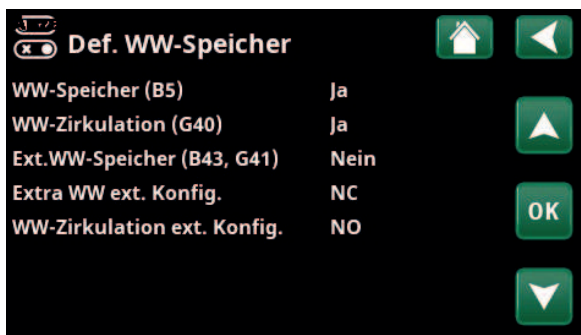 Def. WW-Speicher
WW-Speicher (B5) Ja
WW-Zirkulation (G40) Ja
Ext.WW-Speicher (B43, G41) Nein
Extra WW ext. Konfig. NC
WW-Zirkulation ext. Konfig. NO
OK